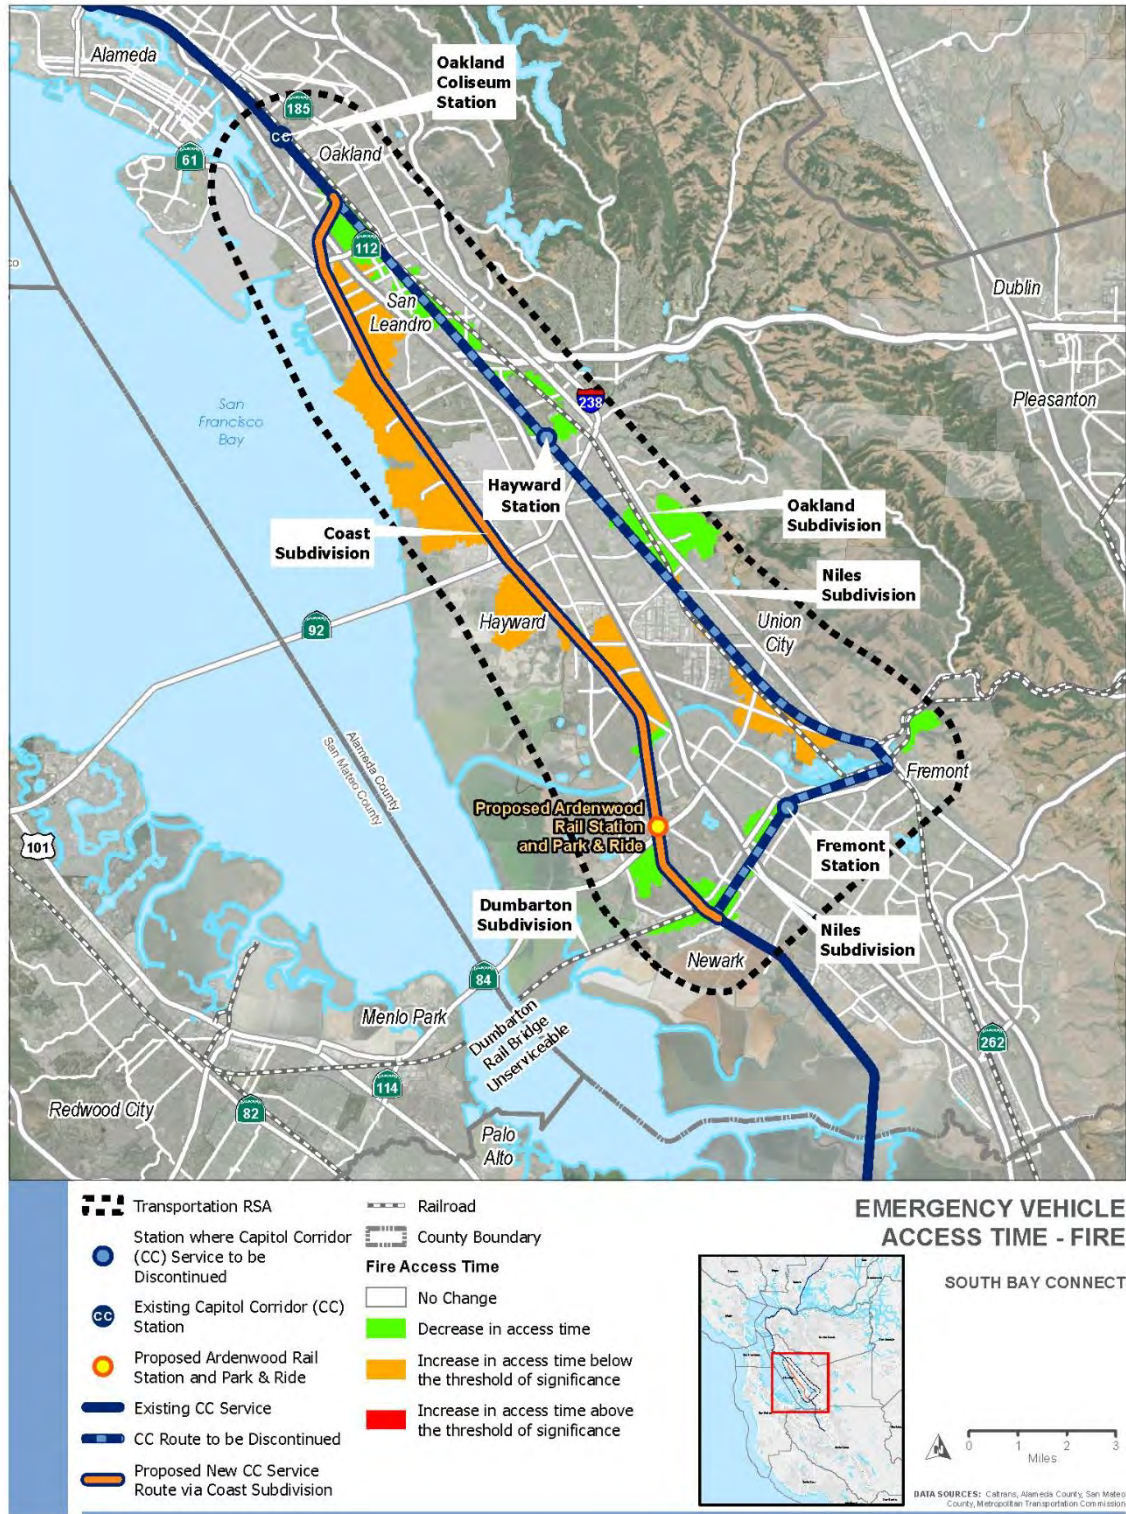 Alameda
Oakland
Coliseum
Station
185
CC
61
Oakland
112
San
Leandro
Dublin
238
Pleasanton
San
Francisco
Bay
Hayward
Station
Oakland
Subdivision
Coast
Subdivision
Niles
Subdivision
92
Hayward
Union
City
Alameda County
San Mateo County
Fremont
101
Proposed Ardenwood
Rail Station
and Park & Ride
Fremont
Station
Dumbarton
Subdivision
Niles
Subdivision
Newark
84
Menlo Park
Dumbarton
Rail Bridge
Unserviceable
262
114
Redwood City
82
Palo
Alto
Transportation RSA
Station where Capitol Corridor
(CC) Service to be
Discontinued
CC
Existing Capitol Corridor (CC)
Station
Proposed Ardenwood Rail
Station and Park & Ride
Existing CC Service
CC Route to be Discontinued
Proposed New CC Service
Route via Coast Subdivision
Railroad
County Boundary
Fire Access Time
No Change
Decrease in access time
Increase in access time below
the threshold of significance
Increase in access time above
the threshold of significance
EMERGENCY VEHICLE
ACCESS TIME - FIRE
SOUTH BAY CONNECT
0 1 2 3
Miles
DATA SOURCES: Caltrans, Alameda County, San Mateo
County, Metropolitan Transportation Commission